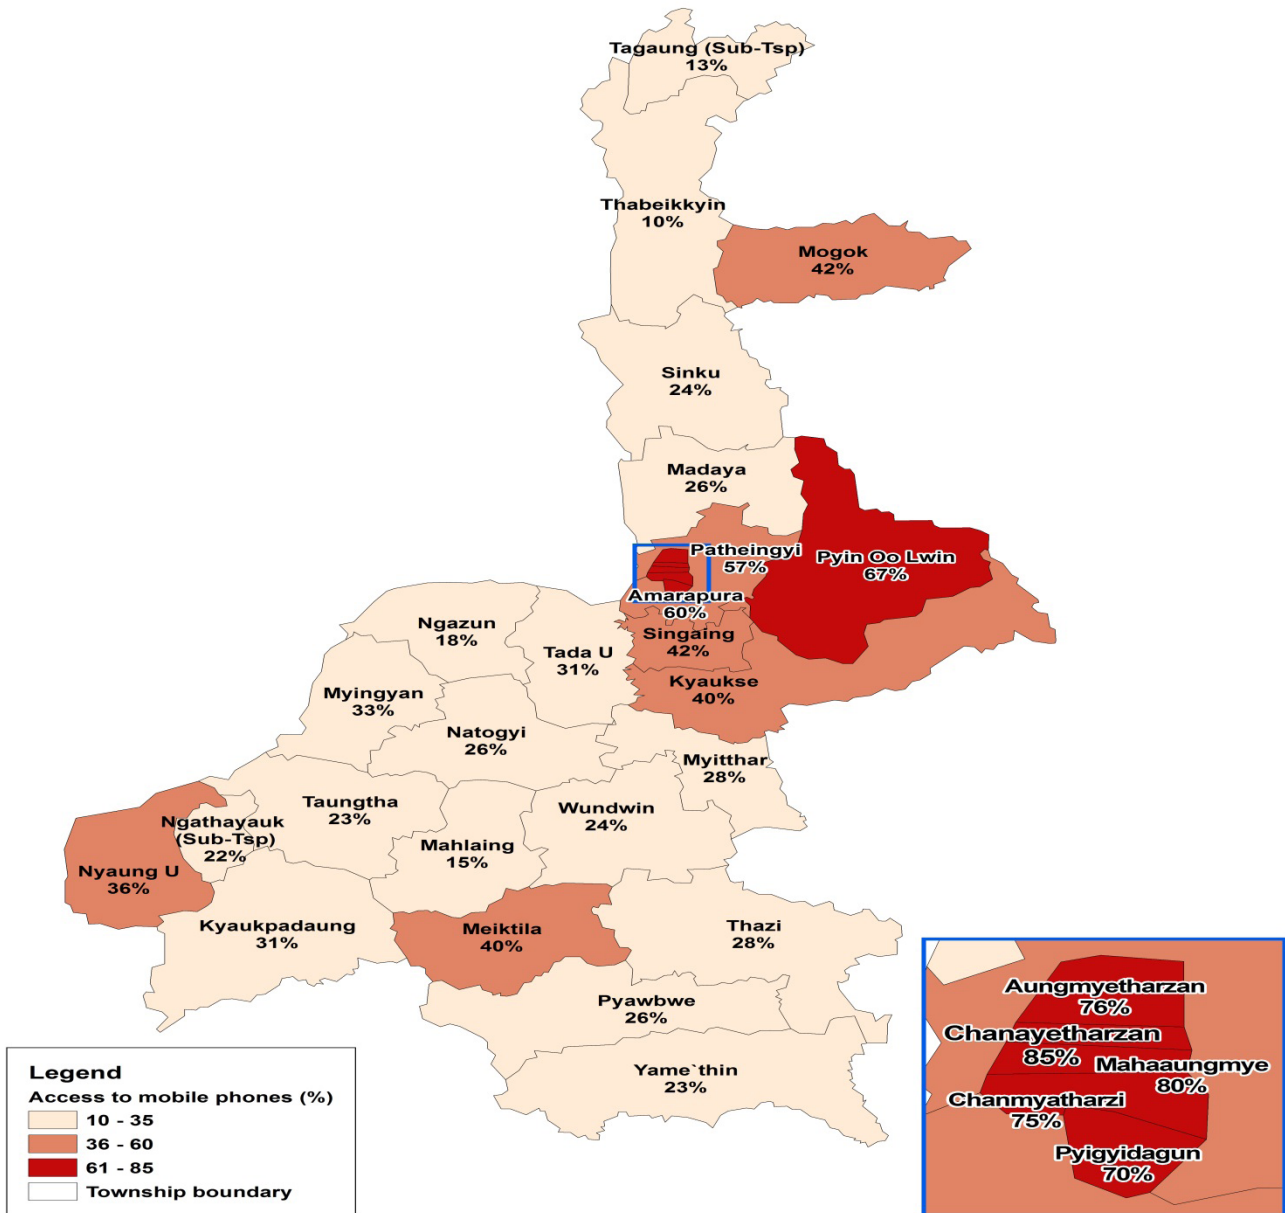 Tagaung (Sub-Tsp)
13%
Thabeikkyin
10%
Mogok
42%
Sinku
24%
Madaya
26%
Patheingyi
57%
Pyin Oo Lwin
67%
Amarapura
60%
Singaing
42%
Kyaukse
40%
Ngazun
18%
Tada U
31%
Myingyan
33%
Natogyi
26%
Myitthar
28%
Taungtha
23%
Wundwin
24%
Ngathayauk
(Sub-Tsp)
22%
Mahlaing
15%
Nyaung U
36%
Kyaukpadaung
31%
Meiktila
40%
Thazi
28%
Pyawbwe
26%
Yame`thin
23%
Aungmyetharzan
76%
Chanayetharzan
85%
Mahaaungmye
80%
Chanmyatharzi
75%
Pyigyidagun
70%
Legend
Access to mobile phones (%)
10 - 35
36 - 60
61 - 85
Township boundary